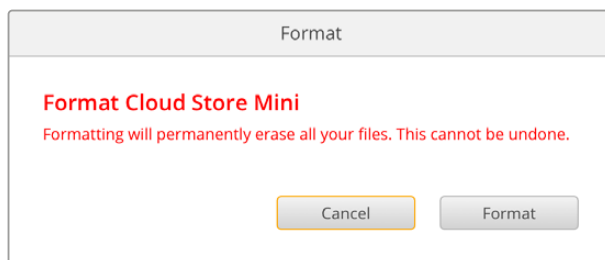 Format
Format Cloud Store Mini
Formatting will permanently erase all your files. This cannot be undone.
Cancel
Format